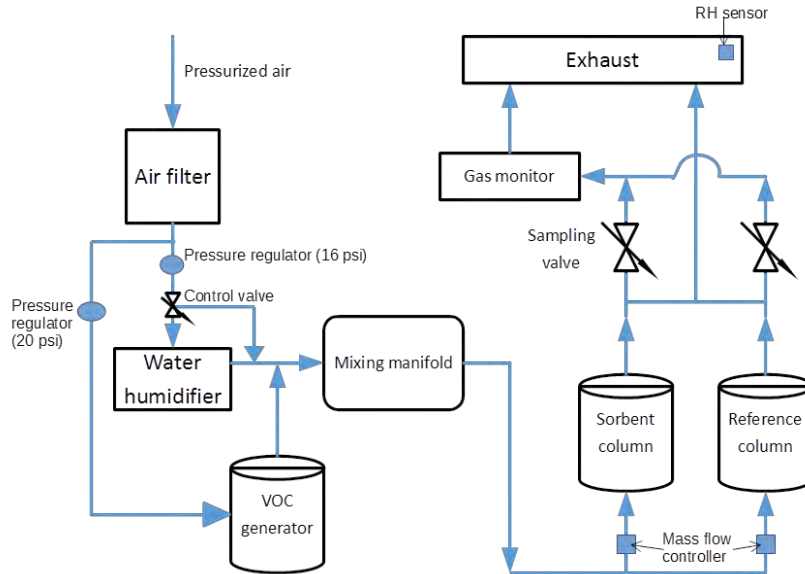 RH sensor
Exhaust
Pressurized air
Air filter
Gas monitor
Sampling
valve
Pressure regulator (16 psi)
Control valve
Pressure
regulator
(20 psi)
Water
humidifier
Mixing manifold
Sorbent
column
Reference
column
VOC
generator
Mass flow
controller